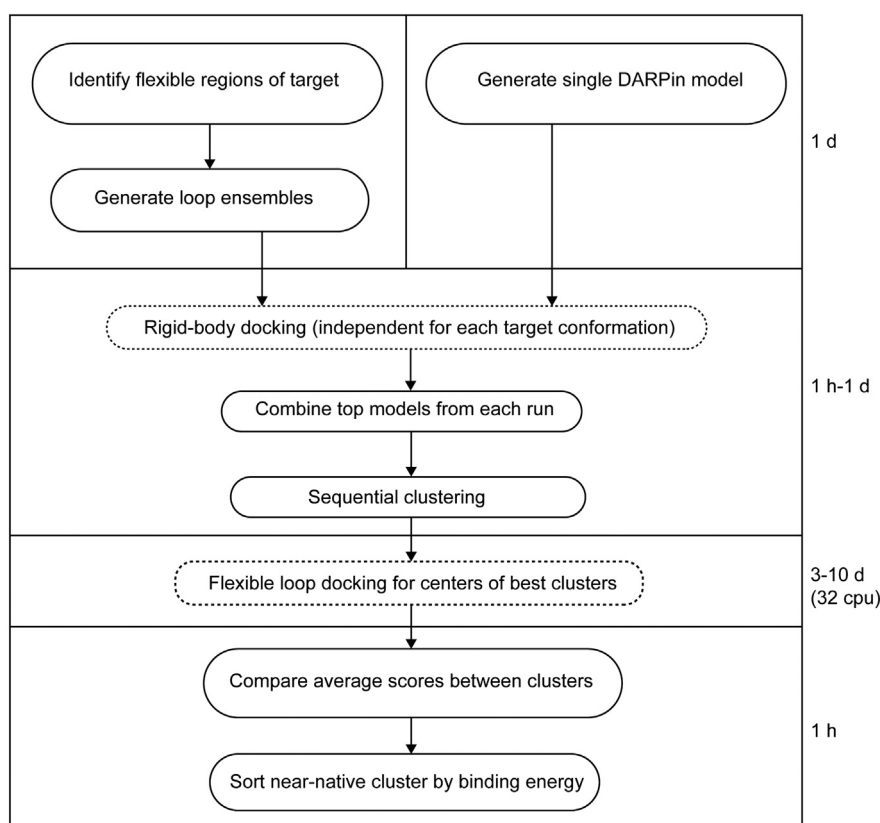 Identify flexible regions of target
Generate single DARPin model
1 d
Generate loop ensembles
Rigid-body docking (independent for each target conformation)
1 h-1 d
Combine top models from each run
Sequential clustering
Flexible loop docking for centers of best clusters
3-10 d
(32 cpu)
Compare average scores between clusters
1 h
Sort near-native cluster by binding energy